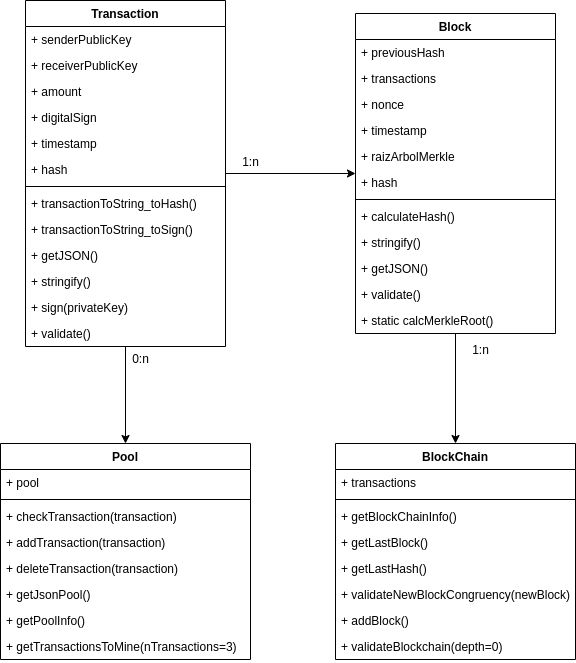 Transaction
+ senderPublicKey
+ receiverPublicKey
+ amount
+ digitalSign
+ timestamp
+ hash
+ transactionToString_toHash()
+ transactionToString_toSign()
+ getJSON()
+ stringify()
+ sign(privateKey)
+ validate()
1:n
Block
+ previousHash
+ transactions
+ nonce
+ timestamp
+ raizArbolMerkle
+ hash
+ calculateHash()
+ stringify()
+ getJSON()
+ validate()
+ static calcMerkleRoot()
0:n
1:n
Pool
+ pool
+ checkTransaction(transaction)
+ addTransaction(transaction)
+ deleteTransaction(transaction)
+ getJsonPool()
+ getPoolInfo()
+ getTransactionsToMine(nTransactions=3)
BlockChain
+ transactions
+ getBlockChainInfo()
+ getLastBlock()
+ getLastHash()
+ validateNewBlockCongruency(newBlock)
+ addBlock()
+ validateBlockchain(depth=0)